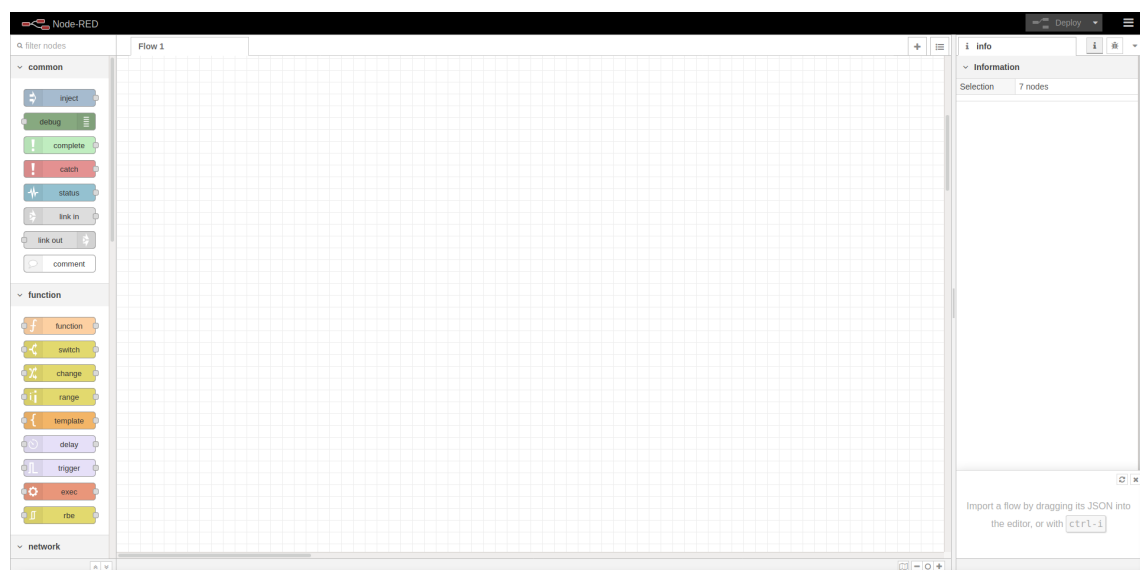 Node-RED
Deploy
filter nodes
Flow 1
i info
i
common
Information
Selection 7 nodes
inject
debug
complete
catch
status
link in
link out
comment
function
function
switch
change
range
template
delay
trigger
exec
rbe
network
Import a flow by dragging its JSON into
the editor, or with ctrl-i